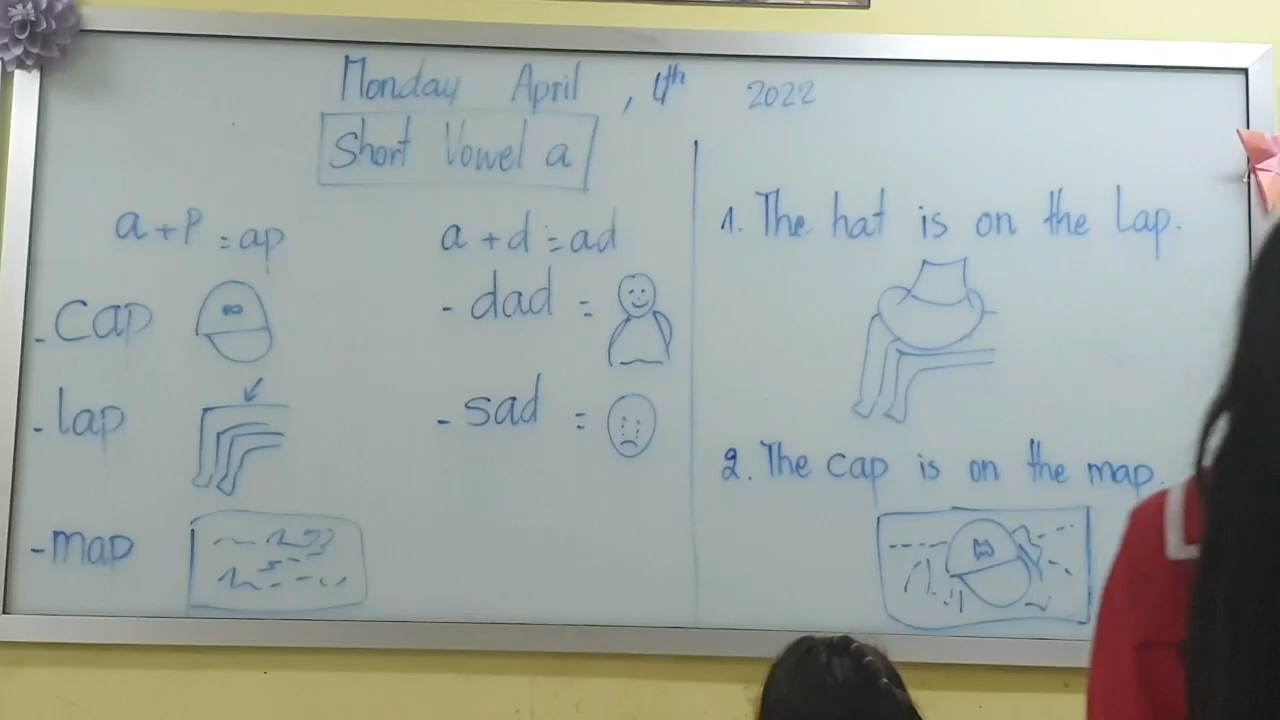 Monday April , 4th 2022
Short Vowel a
a + p = ap
- cap
- lap
- map
a + d = ad
- dad =
- sad =
1. The hat is on the Lap.
2. The cap is on the map.